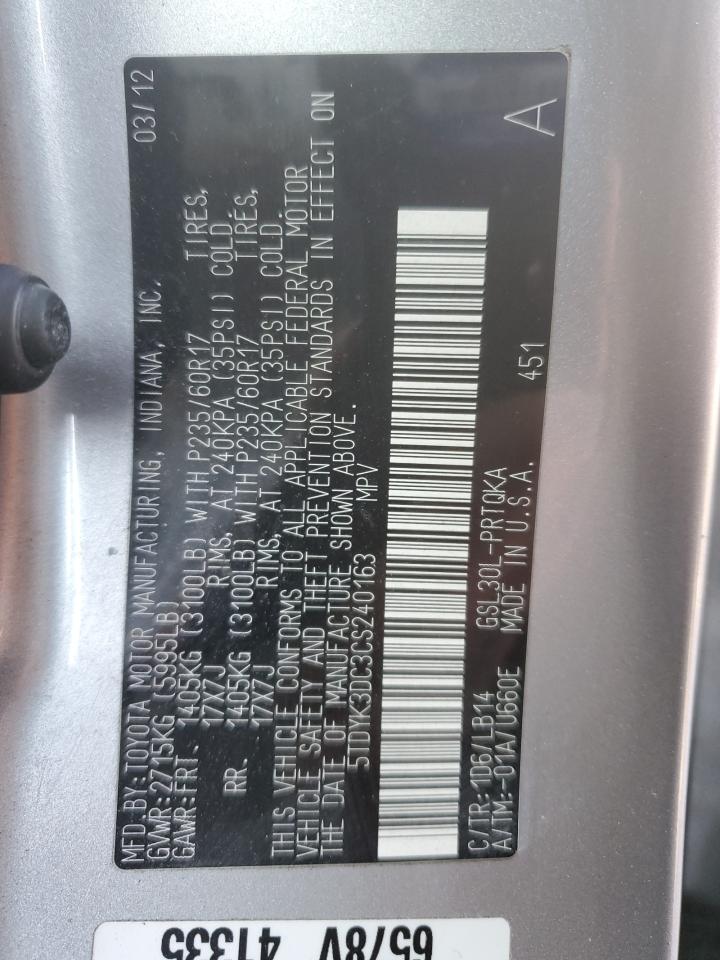 MFD.BY:TOYOTA MOTOR MANUFACTURING, INDIANA, INC. 03/12
GVWR:2715KG (5995LB)
GAWR:FRT. 1405KG (3100LB) WITH P235/60R17 TIRES,
17X7J RIMS, AT 240KPA (35PSI) COLD.
RR. 1405KG (3100LB) WITH P235/60R17 TIRES,
17X7J RIMS, AT 240KPA (35PSI) COLD.
THIS VEHICLE CONFORMS TO ALL APPLICABLE FEDERAL MOTOR
VEHICLE SAFETY AND THEFT PREVENTION STANDARDS IN EFFECT ON
THE DATE OF MANUFACTURE SHOWN ABOVE.
5TDYK3DC3CS240163 MPV
C/TR: 1D6/LB14 GSL30L-PRTQKA
A/TM:-01A/U660E MADE IN U.S.A. 451
A
41335